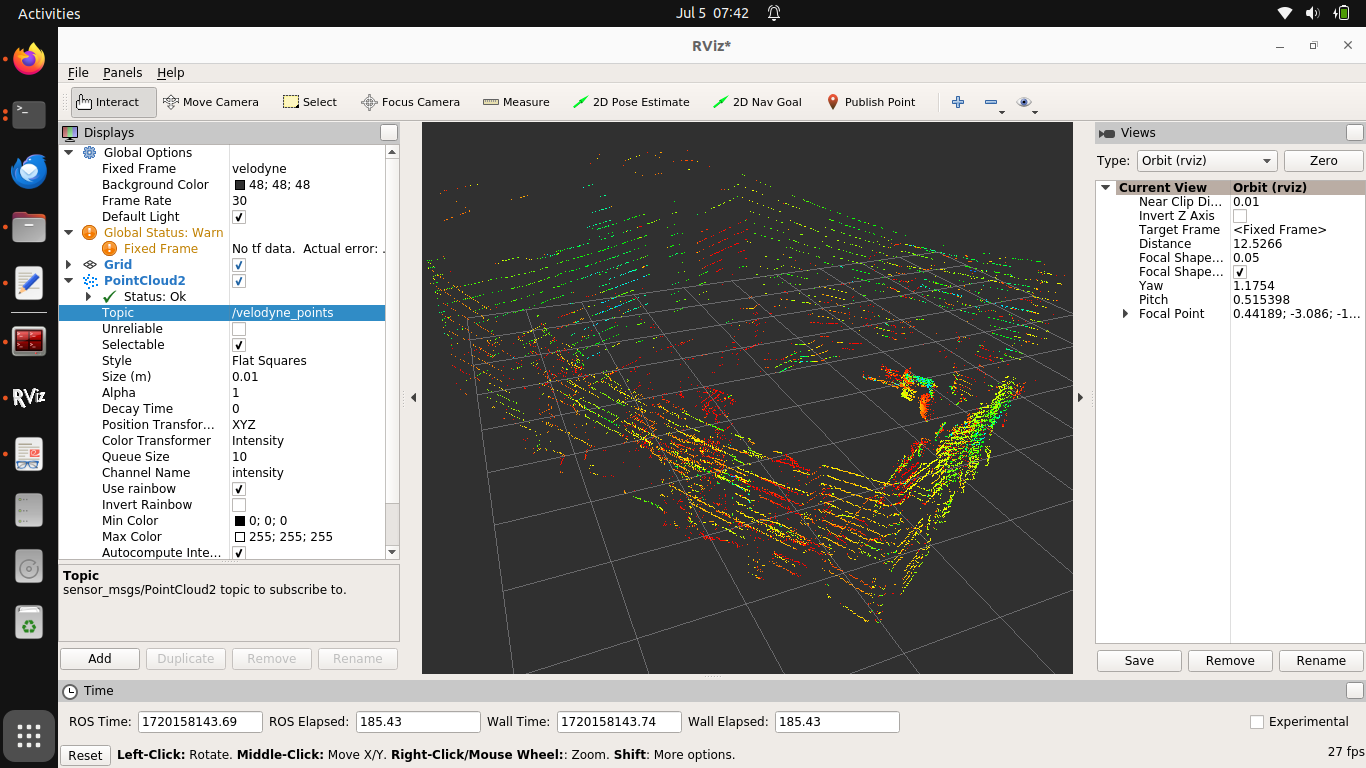 Activities
Jul 5 07:42
RViz*
File Panels Help
Interact Move Camera Select Focus Camera Measure 2D Pose Estimate 2D Nav Goal Publish Point
Displays
Global Options
Fixed Frame velodyne
Background Color 48; 48; 48
Frame Rate 30
Default Light
Global Status: Warn
Fixed Frame No tf data. Actual error: .
Grid
PointCloud2
Status: Ok
Topic /velodyne_points
Unreliable
Selectable
Style Flat Squares
Size (m) 0.01
Alpha 1
Decay Time 0
Position Transfor... XYZ
Color Transformer Intensity
Queue Size 10
Channel Name intensity
Use rainbow
Invert Rainbow
Min Color 0; 0; 0
Max Color 255; 255; 255
Autocompute Inte...
Topic
sensor_msgs/PointCloud2 topic to subscribe to.
Add Duplicate Remove Rename
Views
Type: Orbit (rviz) Zero
Current View Orbit (rviz)
Near Clip Di... 0.01
Invert Z Axis
Target Frame <Fixed Frame>
Distance 12.5266
Focal Shape... 0.05
Focal Shape...
Yaw 1.1754
Pitch 0.515398
Focal Point 0.44189; -3.086; -1...
Save Remove Rename
RViz
Time
ROS Time: 1720158143.69 ROS Elapsed: 185.43 Wall Time: 1720158143.74 Wall Elapsed: 185.43 Experimental
Reset Left-Click: Rotate. Middle-Click: Move X/Y. Right-Click/Mouse Wheel:: Zoom. Shift: More options. 27 fps